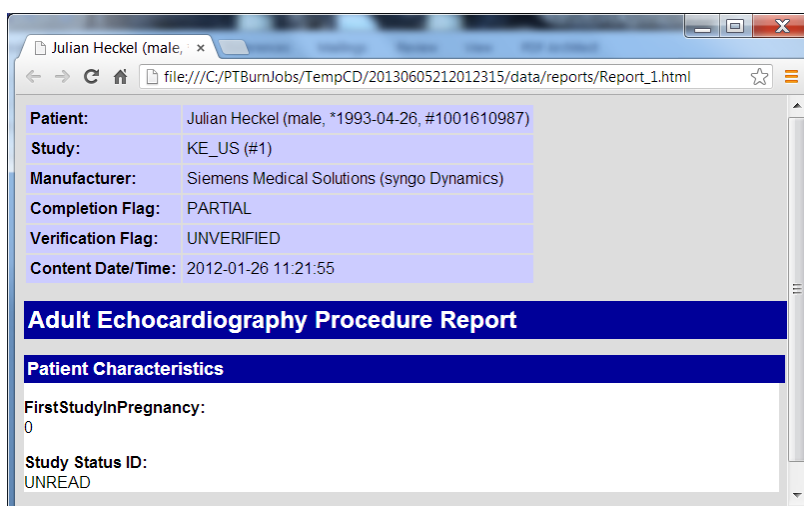 Julian Heckel (male,
file:///C:/PTBurnJobs/TempCD/20130605212012315/data/reports/Report_1.html
Patient: Julian Heckel (male, *1993-04-26, #1001610987)
Study: KE_US (#1)
Manufacturer: Siemens Medical Solutions (syngo Dynamics)
Completion Flag: PARTIAL
Verification Flag: UNVERIFIED
Content Date/Time: 2012-01-26 11:21:55
Adult Echocardiography Procedure Report
Patient Characteristics
FirstStudyInPregnancy:
0
Study Status ID:
UNREAD